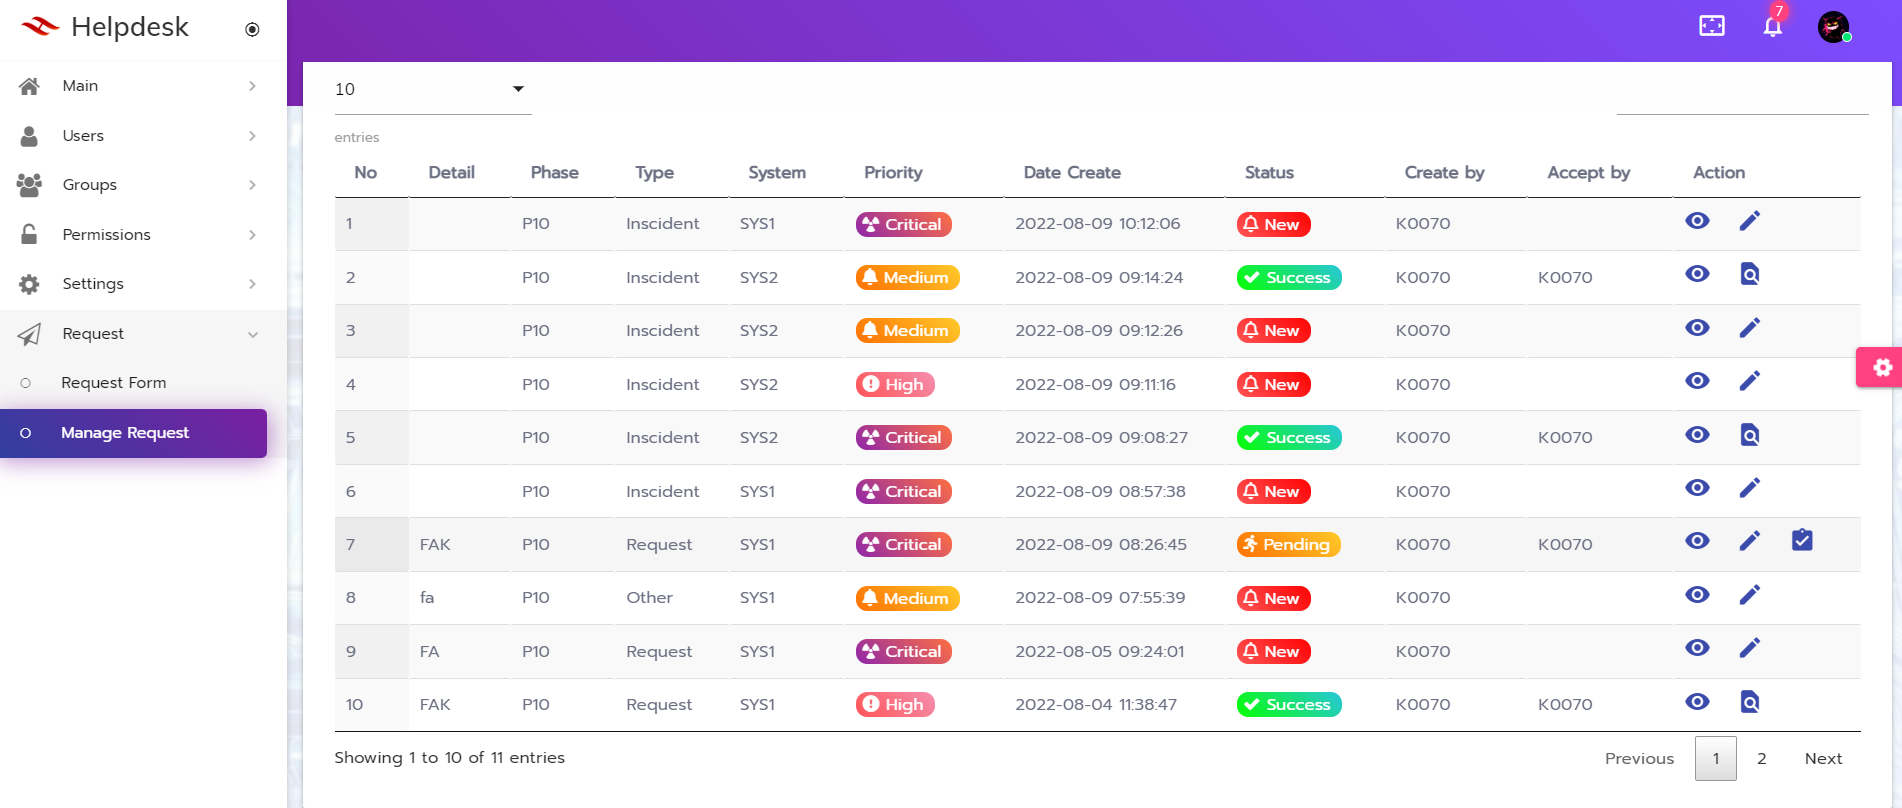 Helpdesk
7
Main
Users
Groups
Permissions
Settings
Request
Request Form
Manage Request
10
entries
No Detail Phase Type System Priority Date Create Status Create by Accept by Action
1 P10 Inscident SYS1 Critical 2022-08-09 10:12:06 New K0070
2 P10 Inscident SYS2 Medium 2022-08-09 09:14:24 Success K0070 K0070
3 P10 Inscident SYS2 Medium 2022-08-09 09:12:26 New K0070
4 P10 Inscident SYS2 High 2022-08-09 09:11:16 New K0070
5 P10 Inscident SYS2 Critical 2022-08-09 09:08:27 Success K0070 K0070
6 P10 Inscident SYS1 Critical 2022-08-09 08:57:38 New K0070
7 FAK P10 Request SYS1 Critical 2022-08-09 08:26:45 Pending K0070 K0070
8 fa P10 Other SYS1 Medium 2022-08-09 07:55:39 New K0070
9 FA P10 Request SYS1 Critical 2022-08-05 09:24:01 New K0070
10 FAK P10 Request SYS1 High 2022-08-04 11:38:47 Success K0070 K0070
Showing 1 to 10 of 11 entries
Previous 1 2 Next